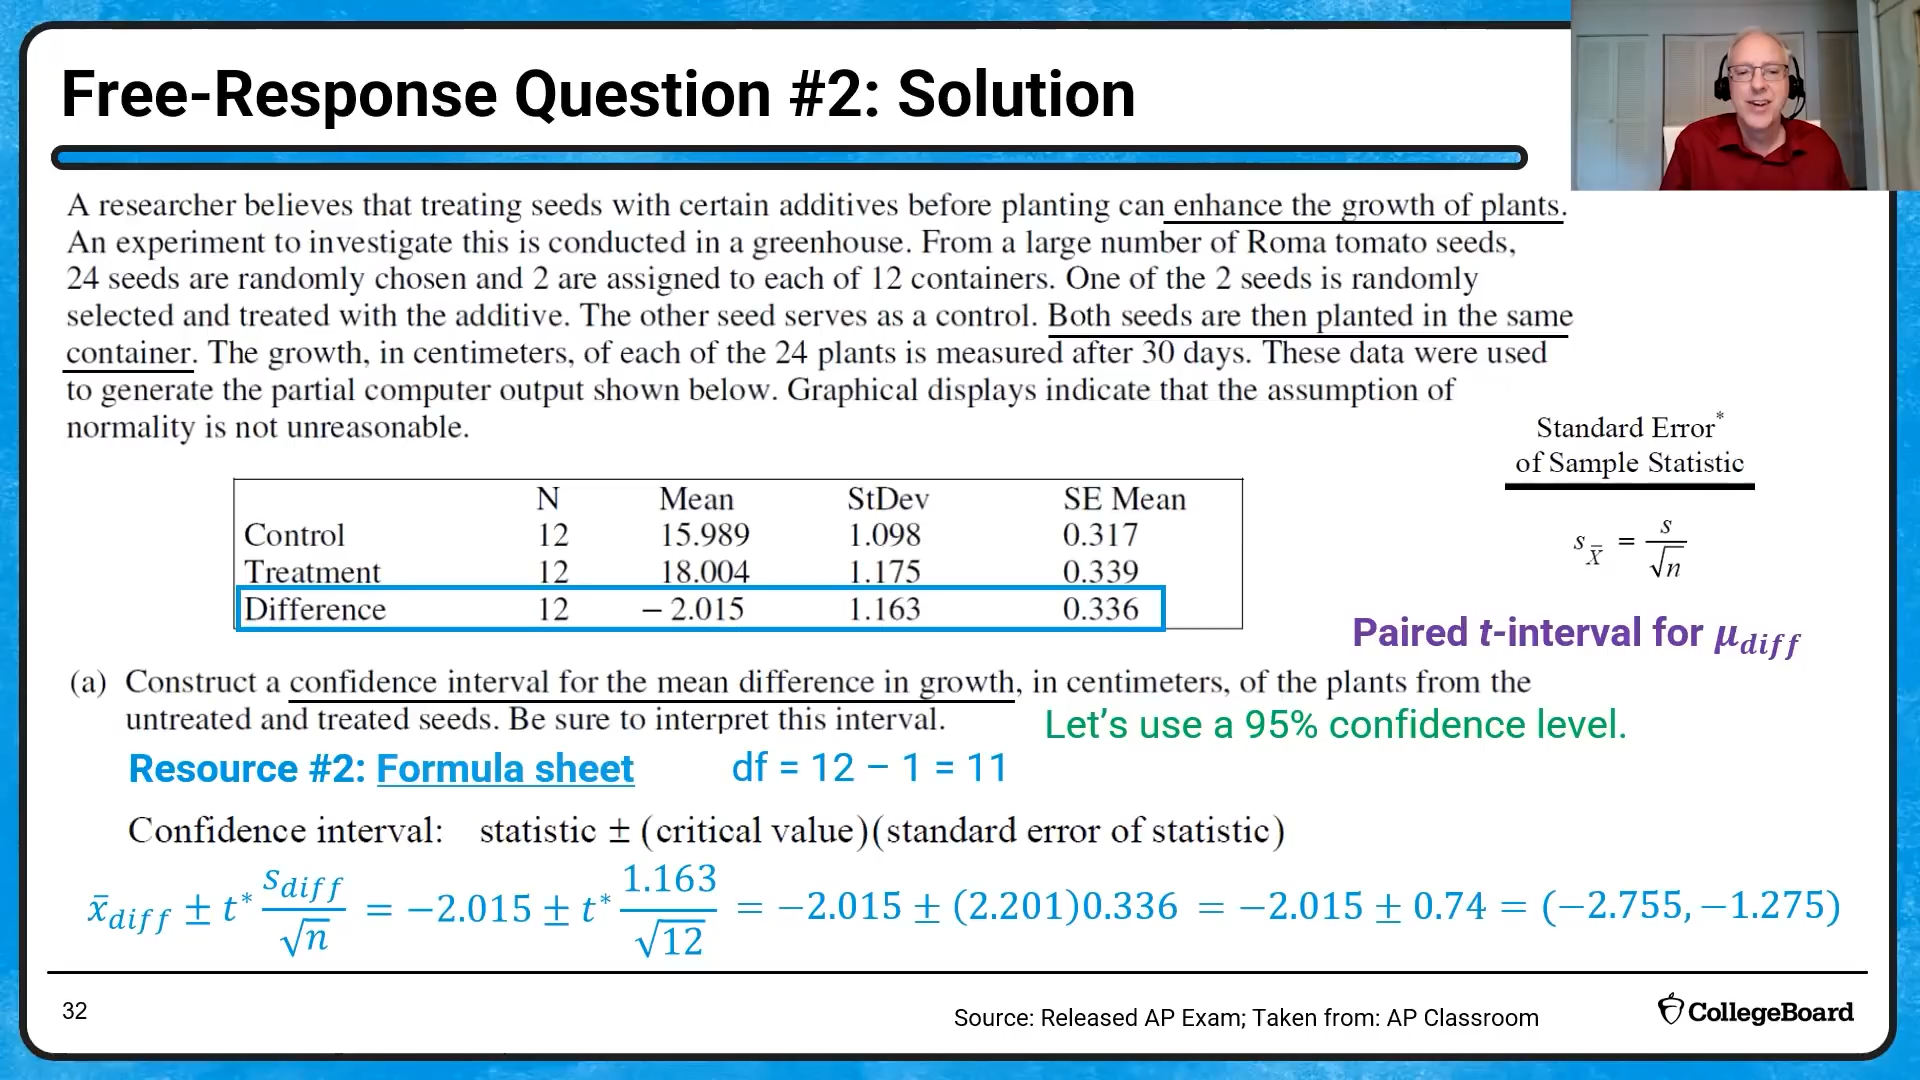 Free-Response Question #2: Solution
A researcher believes that treating seeds with certain additives before planting can enhance the growth of plants.
An experiment to investigate this is conducted in a greenhouse. From a large number of Roma tomato seeds,
24 seeds are randomly chosen and 2 are assigned to each of 12 containers. One of the 2 seeds is randomly
selected and treated with the additive. The other seed serves as a control. Both seeds are then planted in the same
container. The growth, in centimeters, of each of the 24 plants is measured after 30 days. These data were used
to generate the partial computer output shown below. Graphical displays indicate that the assumption of
normality is not unreasonable.
Standard Error*
of Sample Statistic
s_X̄ = s/√n
N Mean StDev SE Mean
Control 12 15.989 1.098 0.317
Treatment 12 18.004 1.175 0.339
Difference 12 – 2.015 1.163 0.336
Paired t-interval for μ_diff
(a) Construct a confidence interval for the mean difference in growth, in centimeters, of the plants from the
untreated and treated seeds. Be sure to interpret this interval.
Let’s use a 95% confidence level.
Resource #2: Formula sheet df = 12 – 1 = 11
Confidence interval: statistic ± (critical value)(standard error of statistic)
x̄_diff ± t* s_diff/√n = −2.015 ± t* 1.163/√12 = −2.015 ± (2.201)0.336 = −2.015 ± 0.74 = (−2.755, −1.275)
32
Source: Released AP Exam; Taken from: AP Classroom
CollegeBoard